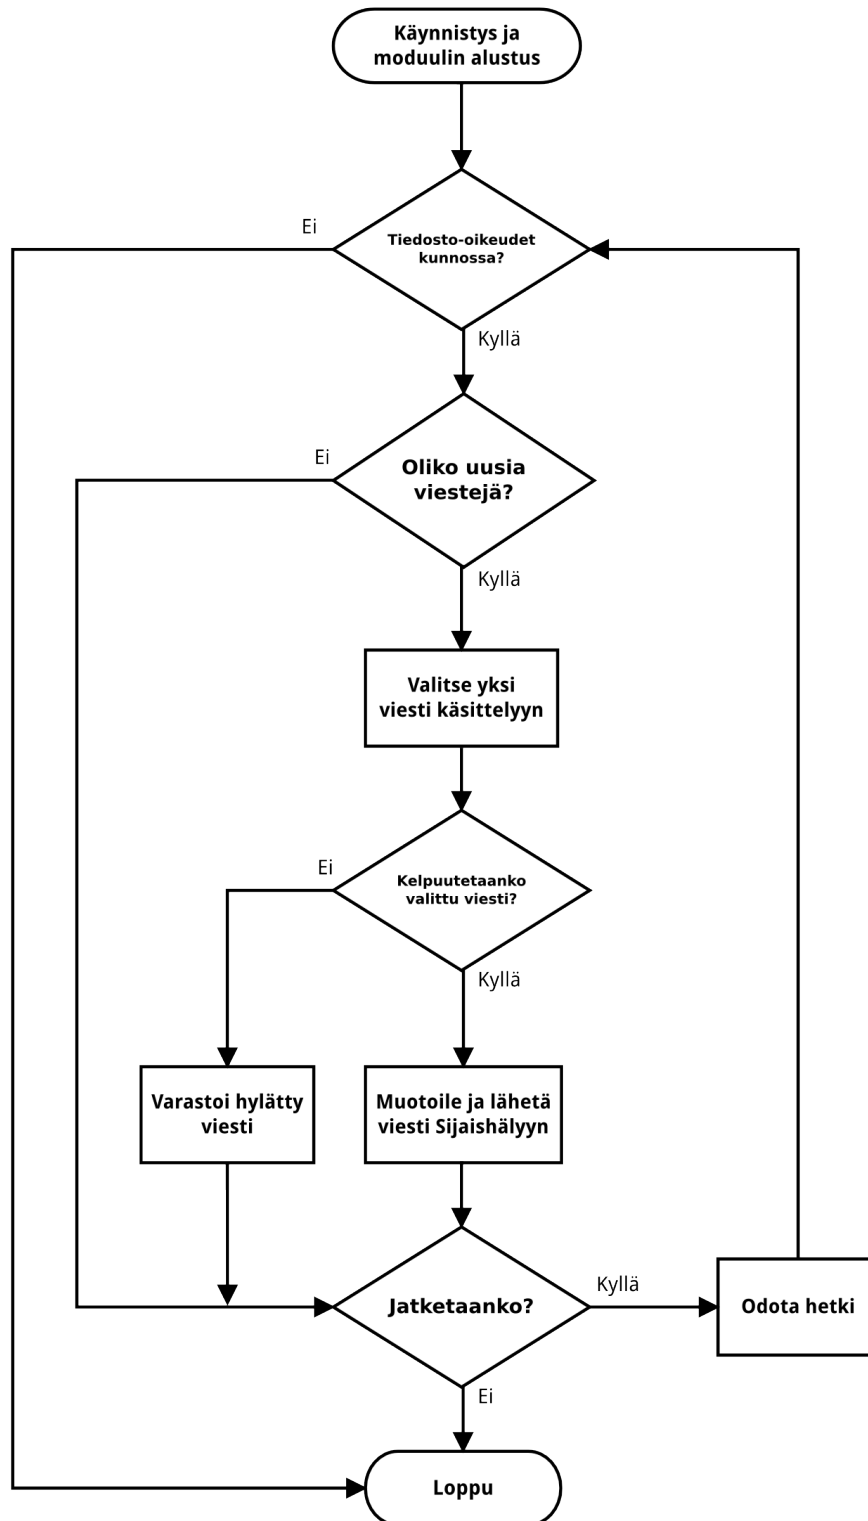 Käynnistys ja
moduulin alustus
Ei
Tiedosto-oikeudet
kunnossa?
Kyllä
Ei
Oliko uusia
viestejä?
Kyllä
Valitse yksi
viesti käsittelyyn
Ei
Kelpuutetaanko
valittu viesti?
Kyllä
Varastoi hylätty
viesti
Muotoile ja lähetä
viesti Sijaishälyyn
Jatketaanko?
Kyllä
Odota hetki
Ei
Loppu